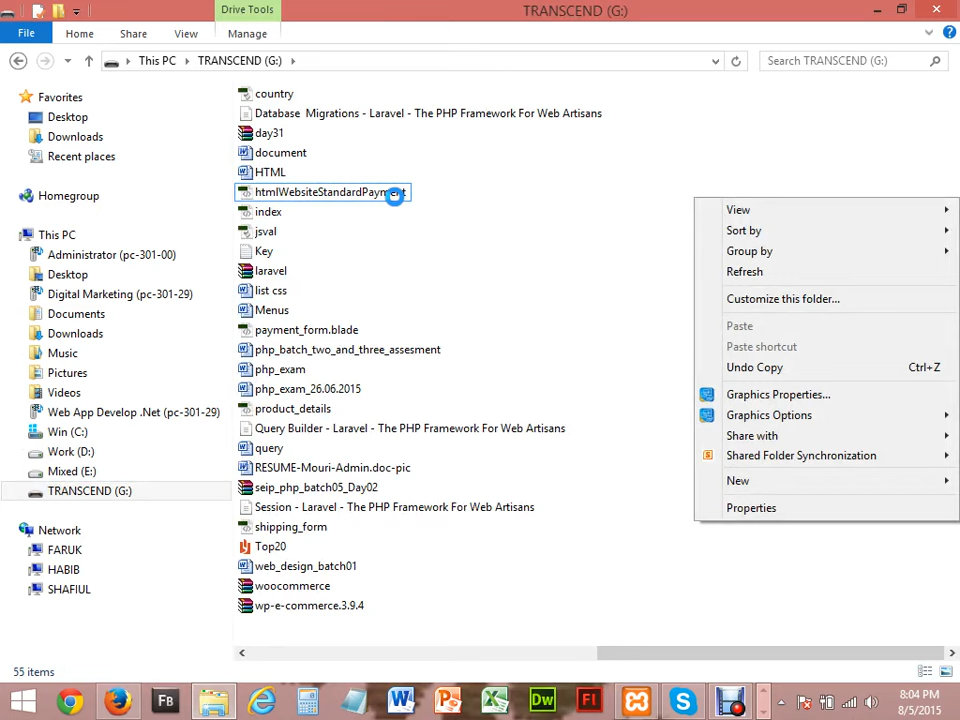 Drive Tools
TRANSCEND (G:)
File
Home
Share
View
Manage
This PC
TRANSCEND (G:)
Search TRANSCEND (G:)
Favorites
Desktop
Downloads
Recent places
Homegroup
This PC
Administrator (pc-301-00)
Desktop
Digital Marketing (pc-301-29)
Documents
Downloads
Music
Pictures
Videos
Web App Develop .Net (pc-301-29)
Win (C:)
Work (D:)
Mixed (E:)
TRANSCEND (G:)
Network
FARUK
HABIB
SHAFIUL
country
Database  Migrations - Laravel - The PHP Framework For Web Artisans
day31
document
HTML
htmlWebsiteStandardPayment
index
jsval
Key
laravel
list css
Menus
payment_form.blade
php_batch_two_and_three_assesment
php_exam
php_exam_26.06.2015
product_details
Query Builder - Laravel - The PHP Framework For Web Artisans
query
RESUME-Mouri-Admin.doc-pic
seip_php_batch05_Day02
Session - Laravel - The PHP Framework For Web Artisans
shipping_form
Top20
web_design_batch01
woocommerce
wp-e-commerce.3.9.4
View
Sort by
Group by
Refresh
Customize this folder...
Paste
Paste shortcut
Undo Copy Ctrl+Z
Graphics Properties...
Graphics Options
Share with
Shared Folder Synchronization
New
Properties
55 items
Fb
Dw
Fl
8:04 PM
8/5/2015